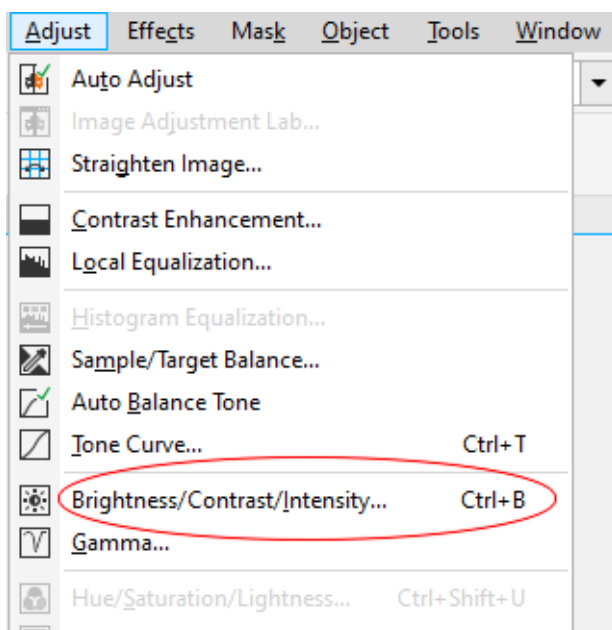 Adjust Effects Mask Object Tools Window
Auto Adjust
Image Adjustment Lab...
Straighten Image...
Contrast Enhancement...
Local Equalization...
Histogram Equalization...
Sample/Target Balance...
Auto Balance Tone
Tone Curve... Ctrl+T
Brightness/Contrast/Intensity... Ctrl+B
Gamma...
Hue/Saturation/Lightness... Ctrl+Shift+U